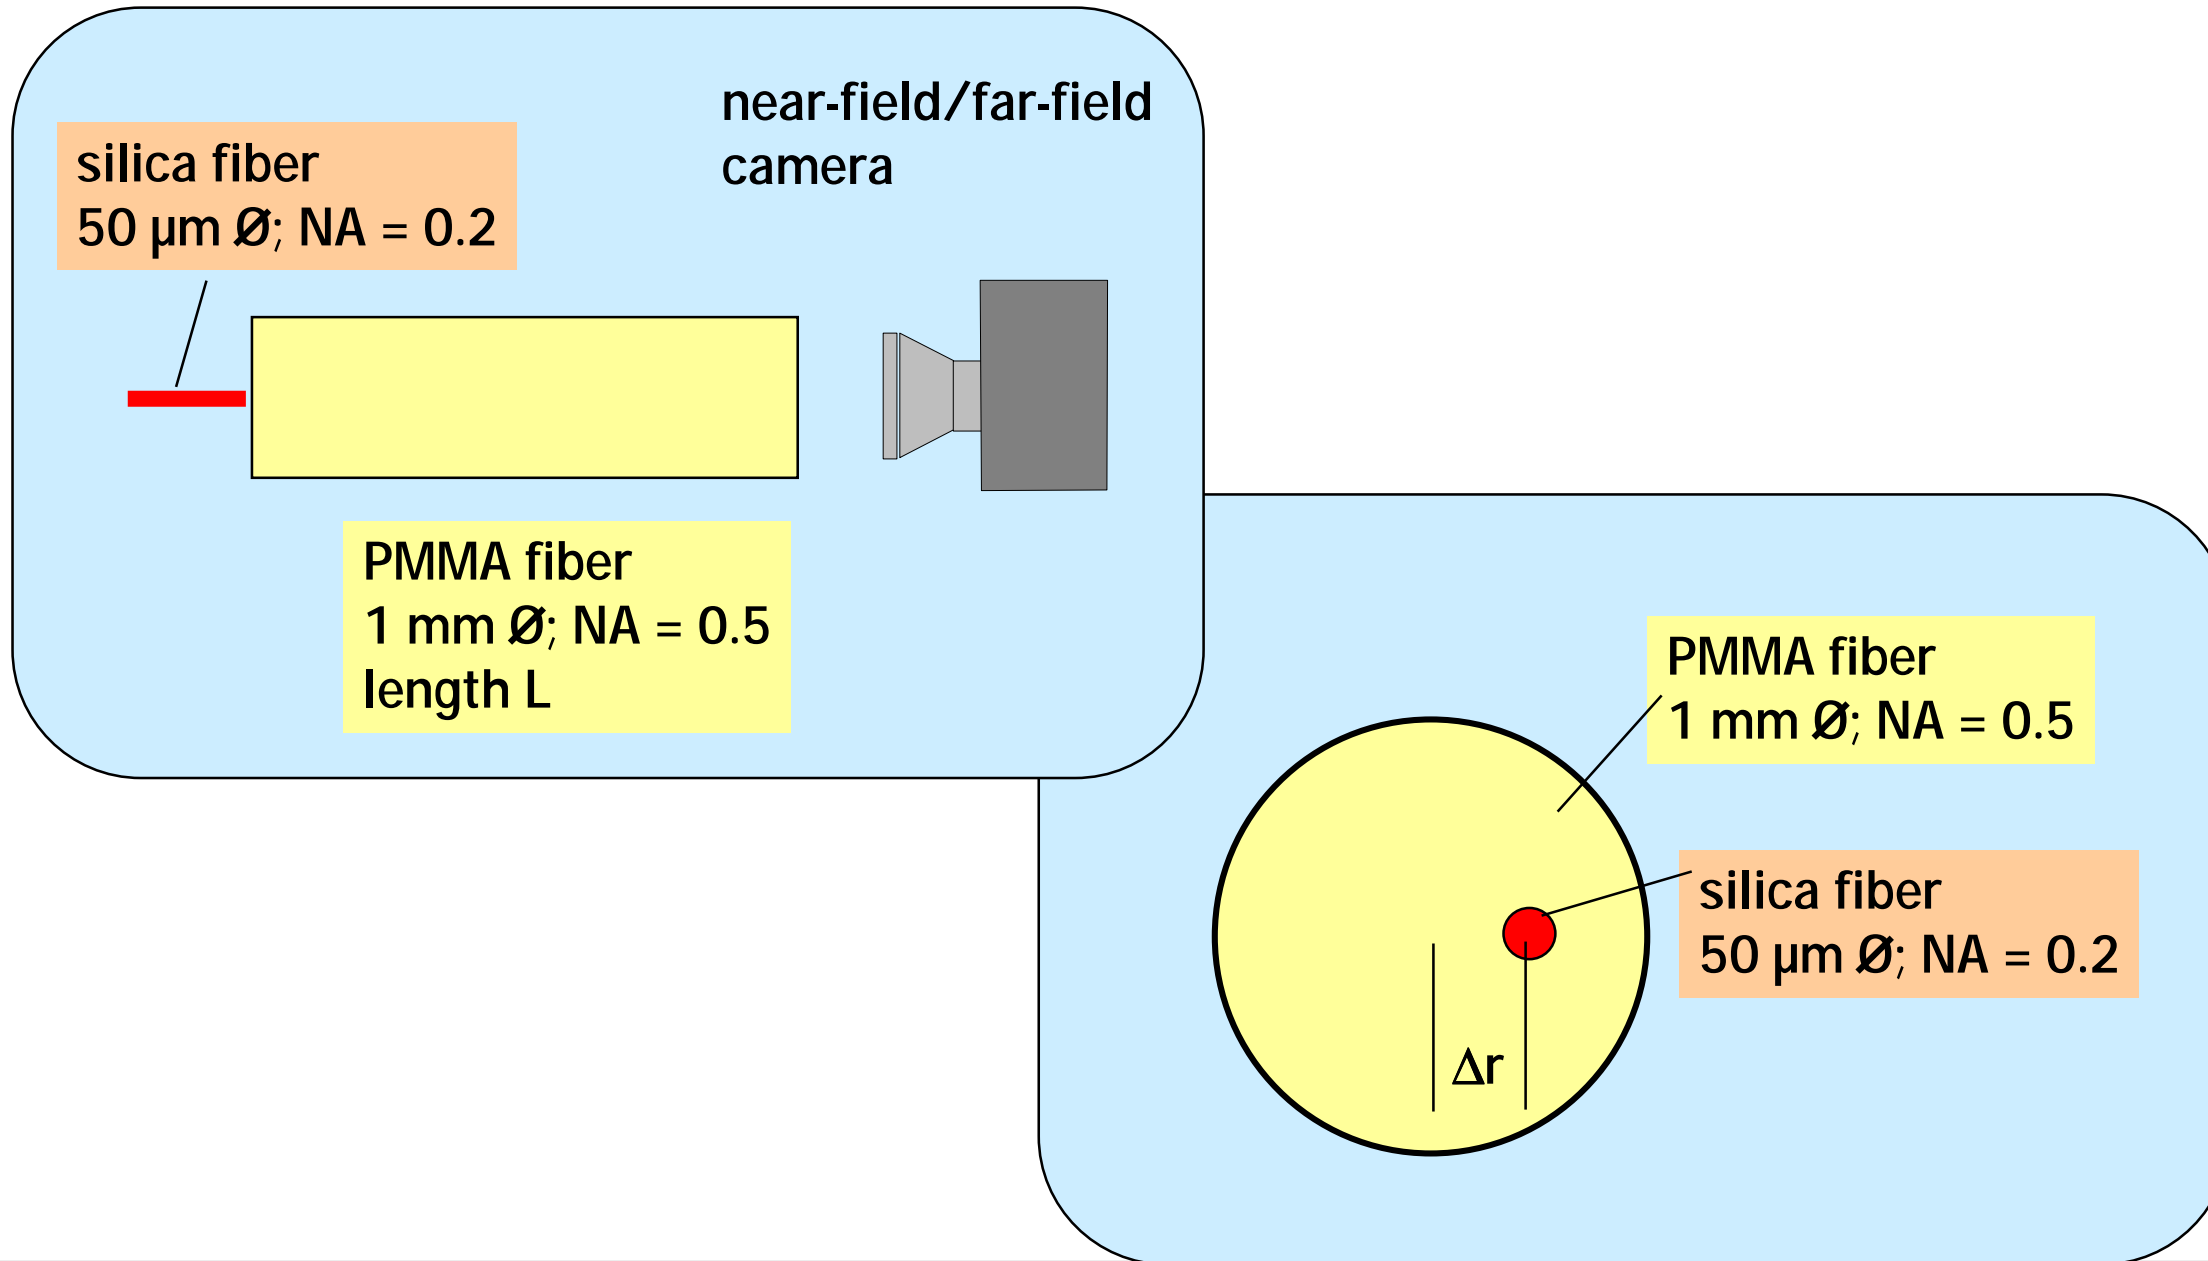 near-field/far-field
camera
silica fiber
50 µm Ø; NA = 0.2
PMMA fiber
1 mm Ø; NA = 0.5
length L
PMMA fiber
1 mm Ø; NA = 0.5
silica fiber
50 µm Ø; NA = 0.2
Δr